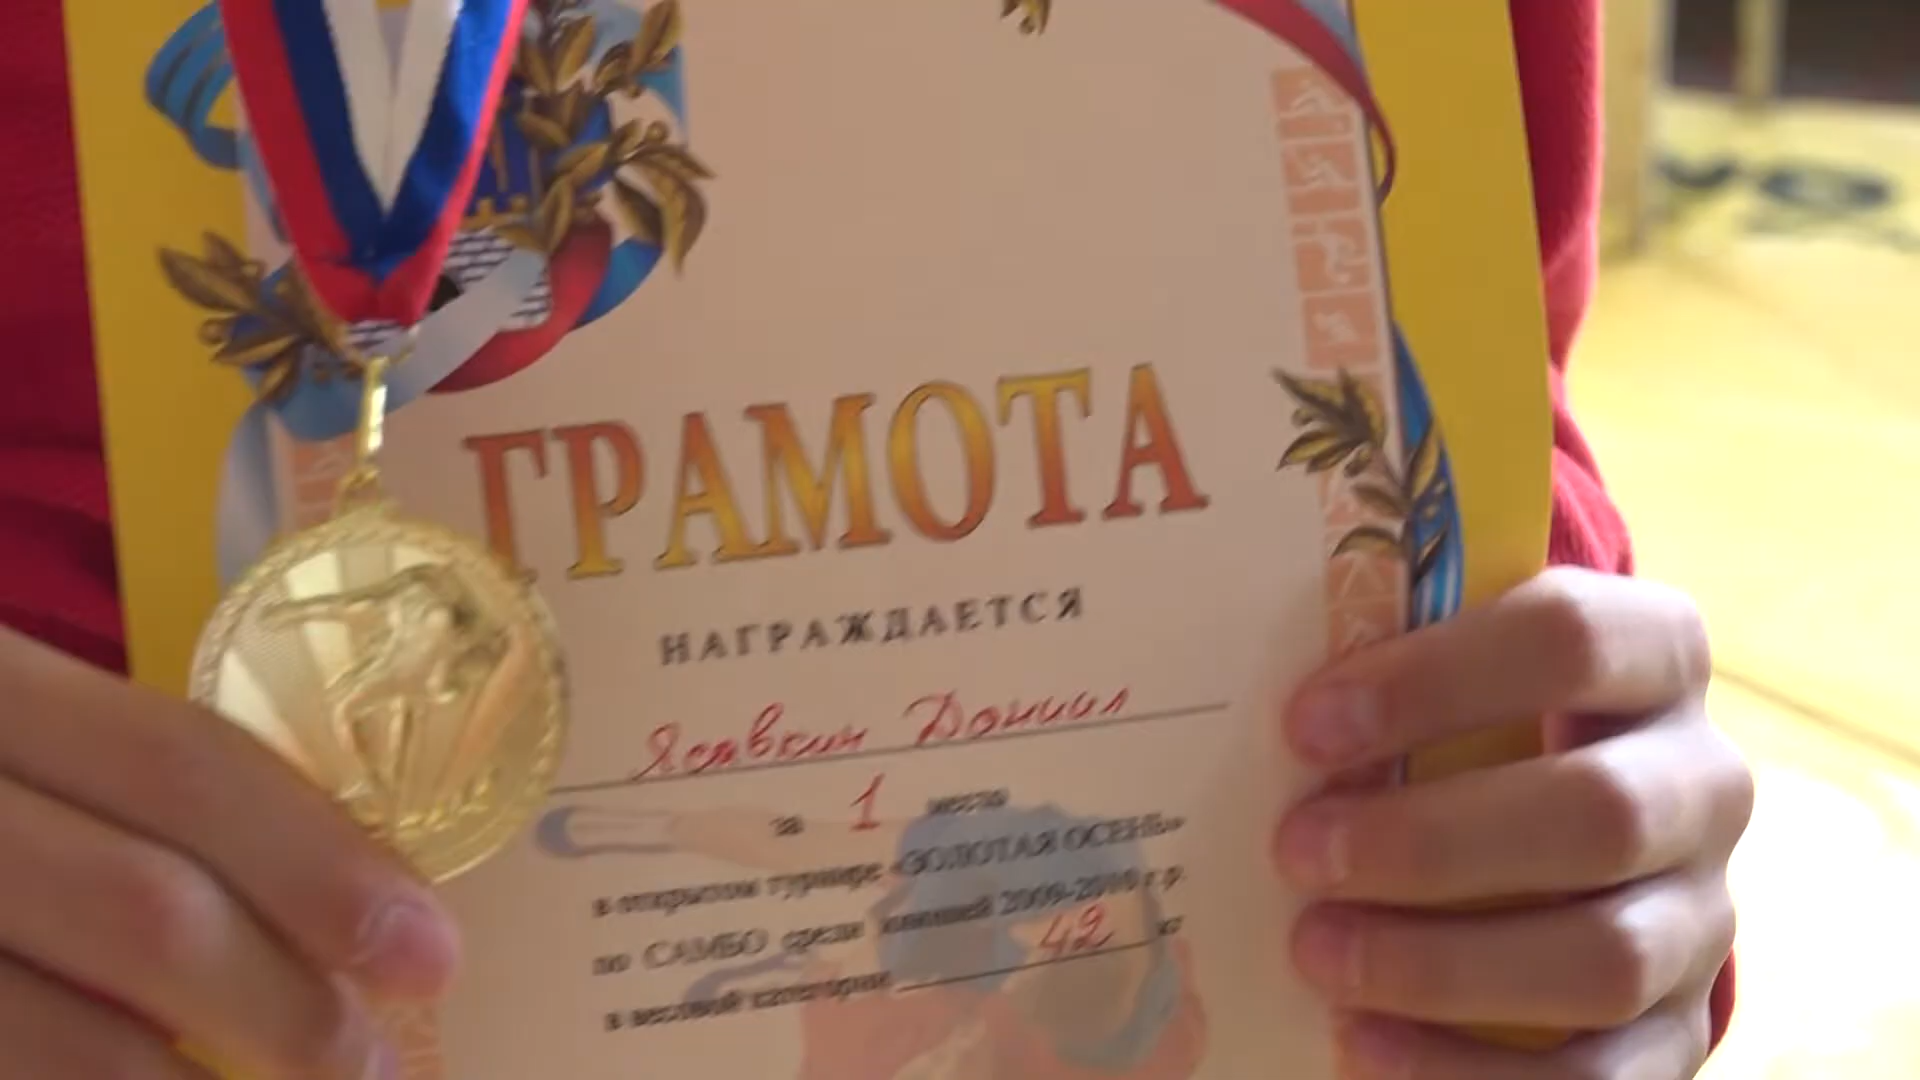 ГРАМОТА
НАГРАЖДАЕТСЯ
Даниил
за 1 место
в открытом турнире «ЗОЛОТАЯ ОСЕНЬ»
по САМБО среди юношей 2009-2010 г.р.
в весовой категории 42 кг